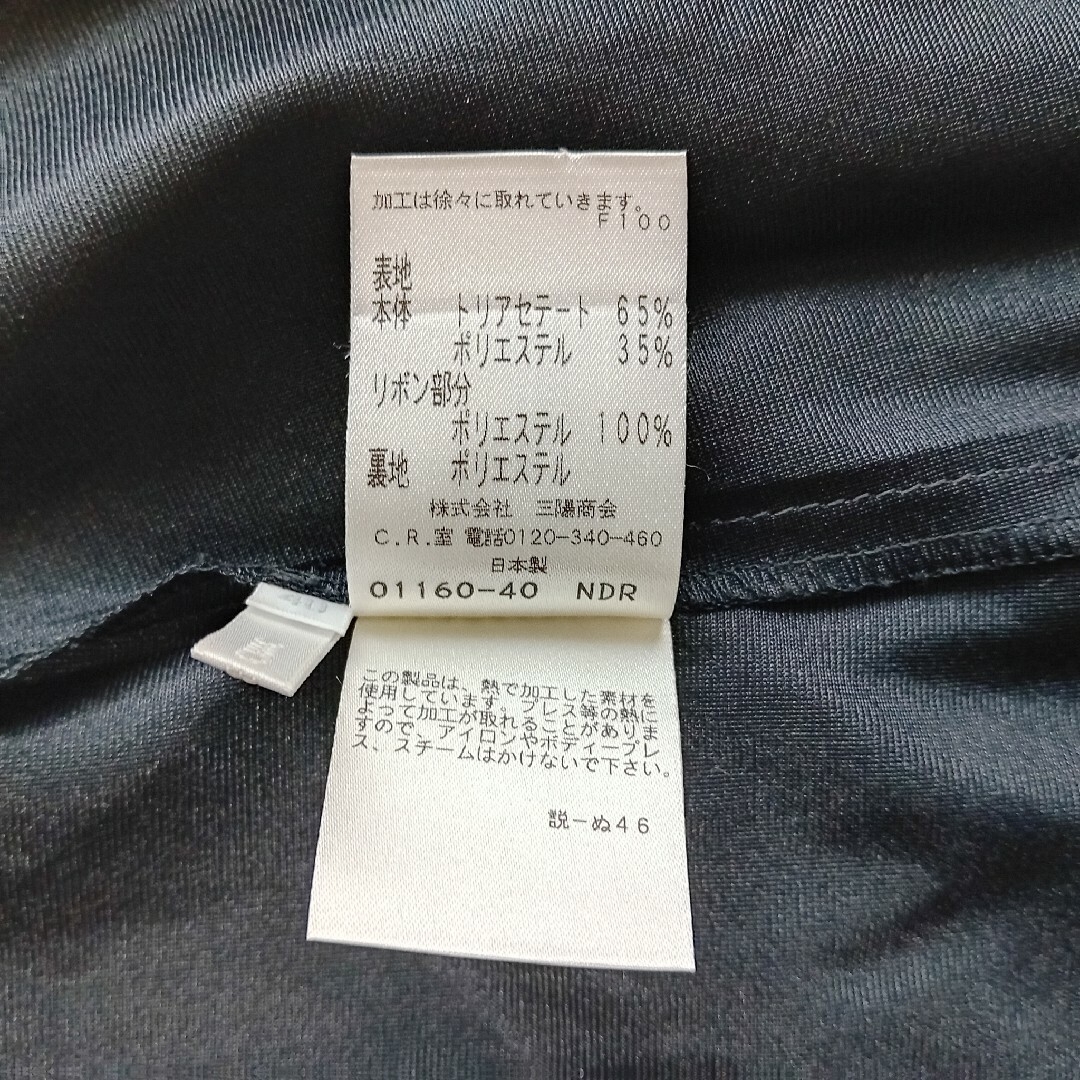 加工は徐々に取れていきます。
F100
表地
本体 トリアセテート 65%
ポリエステル 35%
リボン部分
ポリエステル 100%
裏地 ポリエステル
株式会社 三陽商会
C.R.室 電話0120-340-460
日本製
01160-40 NDR
この製品は、熱で加工した素材を
使用しています。プレス等の熱に
よって加工が取れることがありま
すので、アイロンやボディープレ
ス、スチームはかけないで下さい。
説-ぬ46